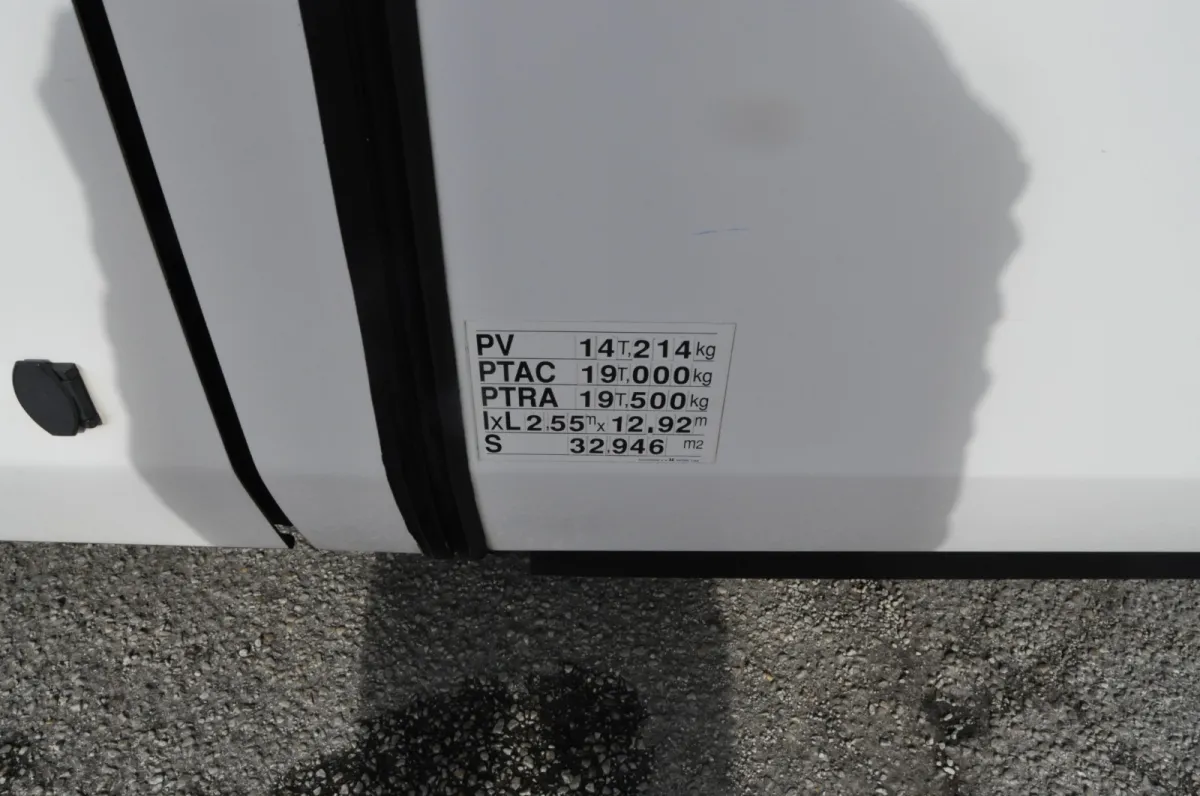 PV 14T,214kg
PTAC 19T,000kg
PTRA 19T,500kg
lxL 2,55m x 12,92m
S 32,946 m2